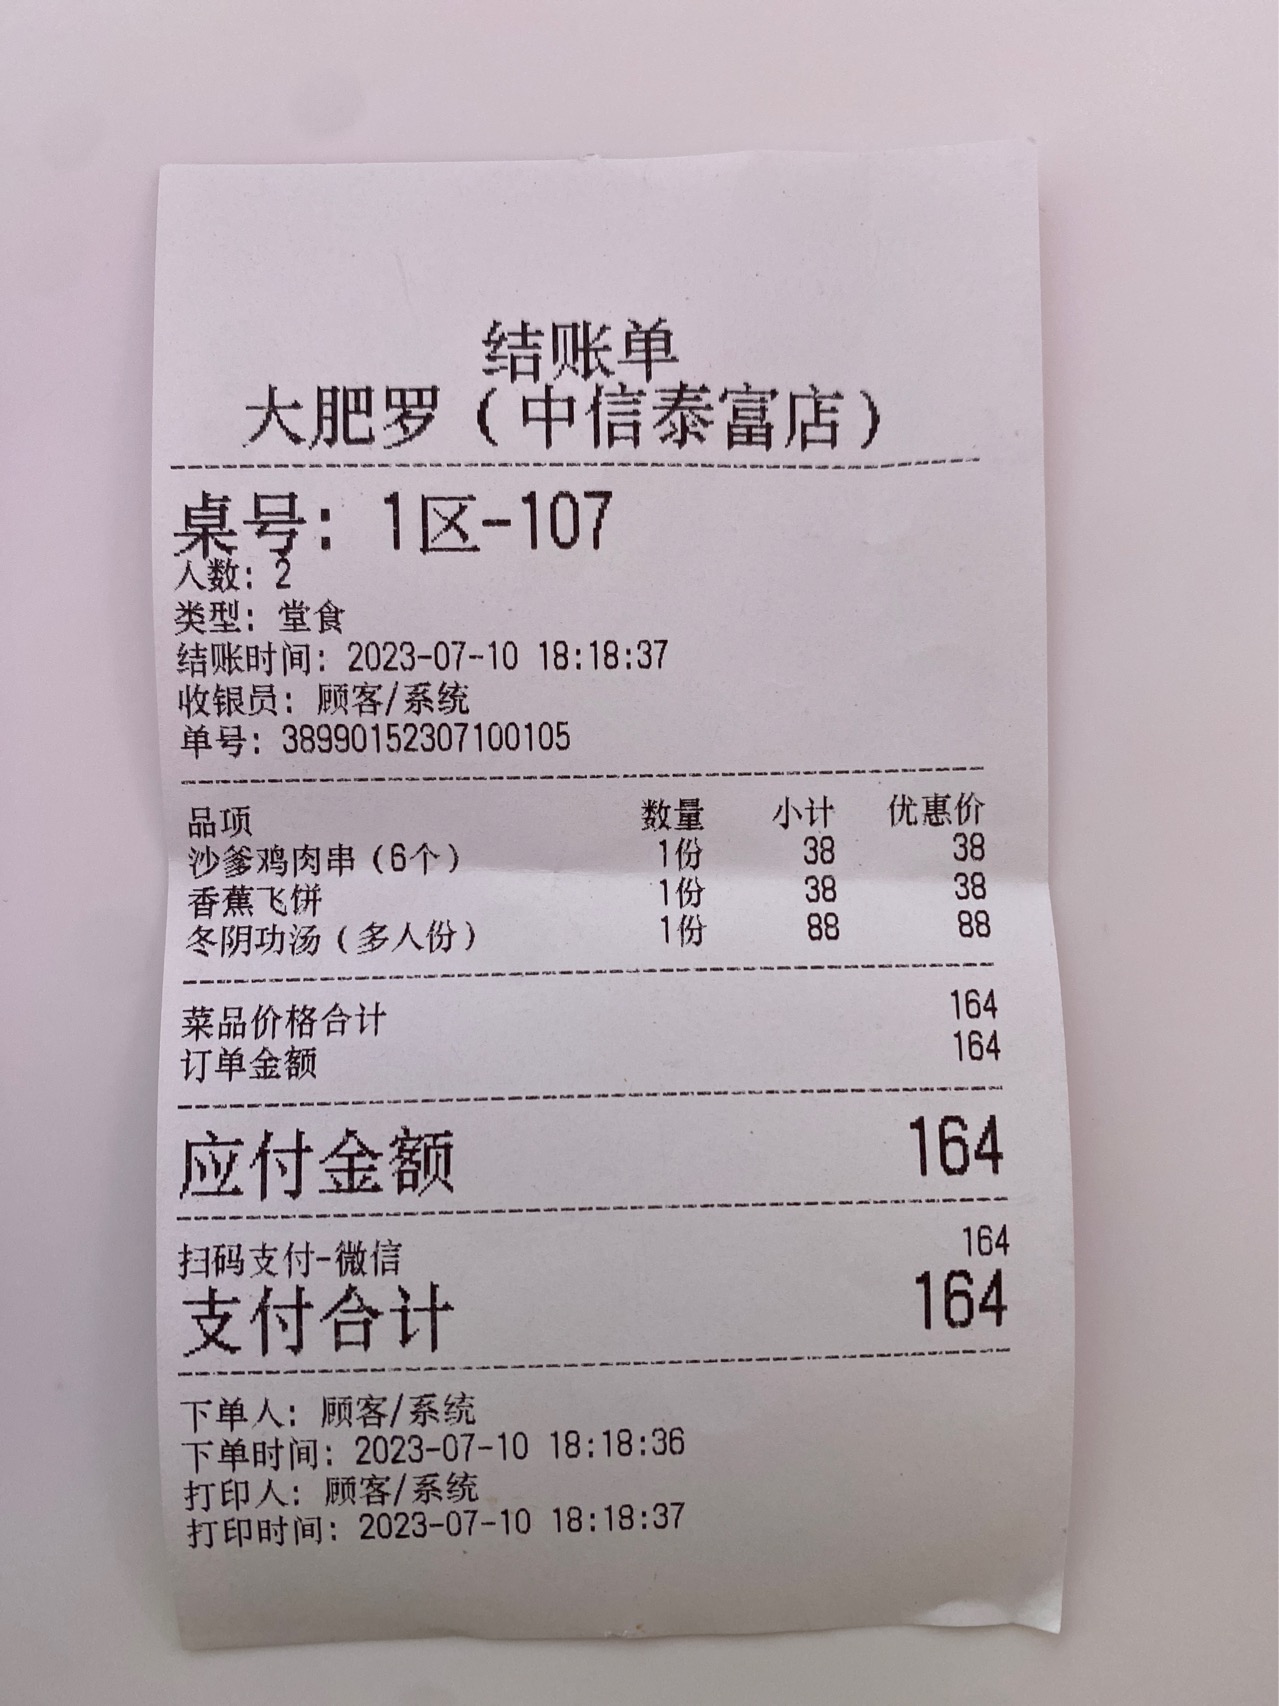 结账单
大肥罗（中信泰富店）
桌号：1区-107
人数：2
类型：堂食
结账时间：2023-07-10 18:18:37
收银员：顾客/系统
单号：38990152307100105
品项 数量 小计 优惠价
沙爹鸡肉串（6个） 1份 38 38
香蕉飞饼 1份 38 38
冬阴功汤（多人份） 1份 88 88
菜品价格合计 164
订单金额 164
应付金额 164
扫码支付-微信 164
支付合计 164
下单人：顾客/系统
下单时间：2023-07-10 18:18:36
打印人：顾客/系统
打印时间：2023-07-10 18:18:37